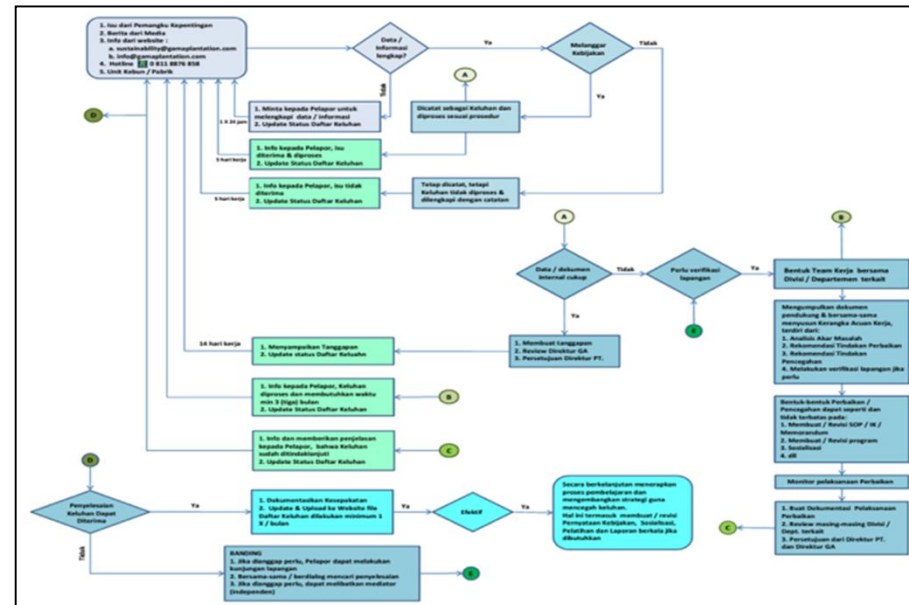 1. Isu dari Pemangku Kepentingan
2. Berita dari Media
3. Info dari website :
a. sustainability@gamaplantation.com
b. info@gamaplantation.com
4. Hotline 0 811 8876 858
5. Unit Kebun / Pabrik
Data /
Informasi
lengkap?
Ya
Melanggar
Kebijakan
Tidak
Tidak
Ya
A
D
1 X 24 jam
1. Minta kepada Pelapor untuk
melengkapi data / informasi
2. Update Status Daftar Keluhan
Dicatat sebagai Keluhan dan
diproses sesuai prosedur
5 hari kerja
1. Info kepada Pelapor, isu
diterima & diproses
2. Update Status Daftar Keluhan
5 hari kerja
1. Info kepada Pelapor, isu tidak
diterima
2. Update Status Daftar Keluhan
Tetap dicatat, tetapi
Keluhan tidak diproses &
dilengkapi dengan catatan
A
B
Data / dokumen
internal cukup
Tidak
Perlu verifikasi
lapangan
Ya
Bentuk Team Kerja bersama
Divisi / Departemen terkait
Ya
E
Mengumpulkan dokumen
pendukung & bersama-sama
menyusun Kerangka Acuan Kerja,
terdiri dari:
1. Analisis Akar Masalah
2. Rekomendasi Tindakan Perbaikan
3. Rekomendasi Tindakan
Pencegahan
4. Melakukan verifikasi lapangan jika
perlu
14 hari kerja
1. Menyampaikan Tanggapan
2. Update status Daftar Keluahn
1. Membuat tanggapan
2. Review Direktur GA
3. Persetujuan Direktur PT.
1. Info kepada Pelapor, Keluhan
diproses dan membutuhkan waktu
min 3 (tiga) bulan
2. Update Status Daftar Keluhan
B
Bentuk-bentuk Perbaikan /
Pencegahan dapat seperti dan
tidak terbatas pada:
1. Membuat / Revisi SOP / IK /
Memorandum
2. Membuat / Revisi program
3. Sosialisasi
4. dll
1. Info dan memberikan penjelasan
kepada Pelapor, bahwa Keluhan
sudah ditindaklanjuti
2. Update Status Daftar Keluhan
C
Monitor pelaksanaan Perbaikan
D
Penyelesaian
Keluhan Dapat
Diterima
Ya
1. Dokumentasikan Kesepakatan
2. Update & Upload ke Website file
Daftar Keluhan dilakukan minimum 1
X / bulan
Efektif
Ya
Secara berkelanjutan menerapkan
proses pembelajaran dan
mengembangkan strategi guna
mencegah keluhan.
Hal ini termasuk membuat / revisi
Pernyataan Kebijakan, Sosialisasi,
Pelatihan dan Laporan berkala jika
dibutuhkan
C
1. Buat Dokumentasi Pelaksanaan
Perbaikan
2. Review masing-masing Divisi /
Dept. terkait
3. Persetujuan dari Direktur PT.
dan Direktur GA
Tidak
BANDING
1. Jika dianggap perlu, Pelapor dapat melakukan
kunjungan lapangan
2. Bersama-sama / berdialog mencari penyelesaian
3. Jika dianggap perlu, dapat melibatkan mediator
(independen)
E